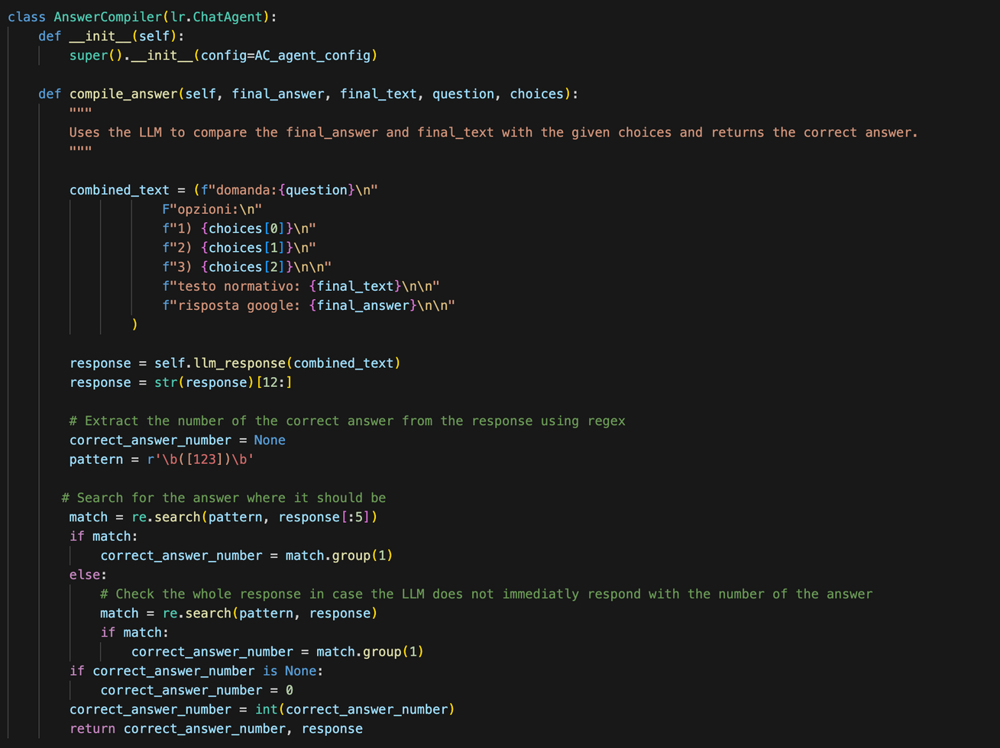 class AnswerCompiler(lr.ChatAgent):
    def __init__(self):
        super().__init__(config=AC_agent_config)

    def compile_answer(self, final_answer, final_text, question, choices):
        """
        Uses the LLM to compare the final_answer and final_text with the given choices and returns the correct answer.
        """

        combined_text = (f"domanda:{question}\n"
                    F"opzioni:\n"
                    f"1) {choices[0]}\n"
                    f"2) {choices[1]}\n"
                    f"3) {choices[2]}\n\n"
                    f"testo normativo: {final_text}\n\n"
                    f"risposta google: {final_answer}\n\n"
                )

        response = self.llm_response(combined_text)
        response = str(response)[12:]

        # Extract the number of the correct answer from the response using regex
        correct_answer_number = None
        pattern = r'\b([123])\b'

       # Search for the answer where it should be
        match = re.search(pattern, response[:5])
        if match:
            correct_answer_number = match.group(1)
        else:
            # Check the whole response in case the LLM does not immediatly respond with the number of the answer
            match = re.search(pattern, response)
            if match:
                correct_answer_number = match.group(1)
        if correct_answer_number is None:
            correct_answer_number = 0
        correct_answer_number = int(correct_answer_number)
        return correct_answer_number, response